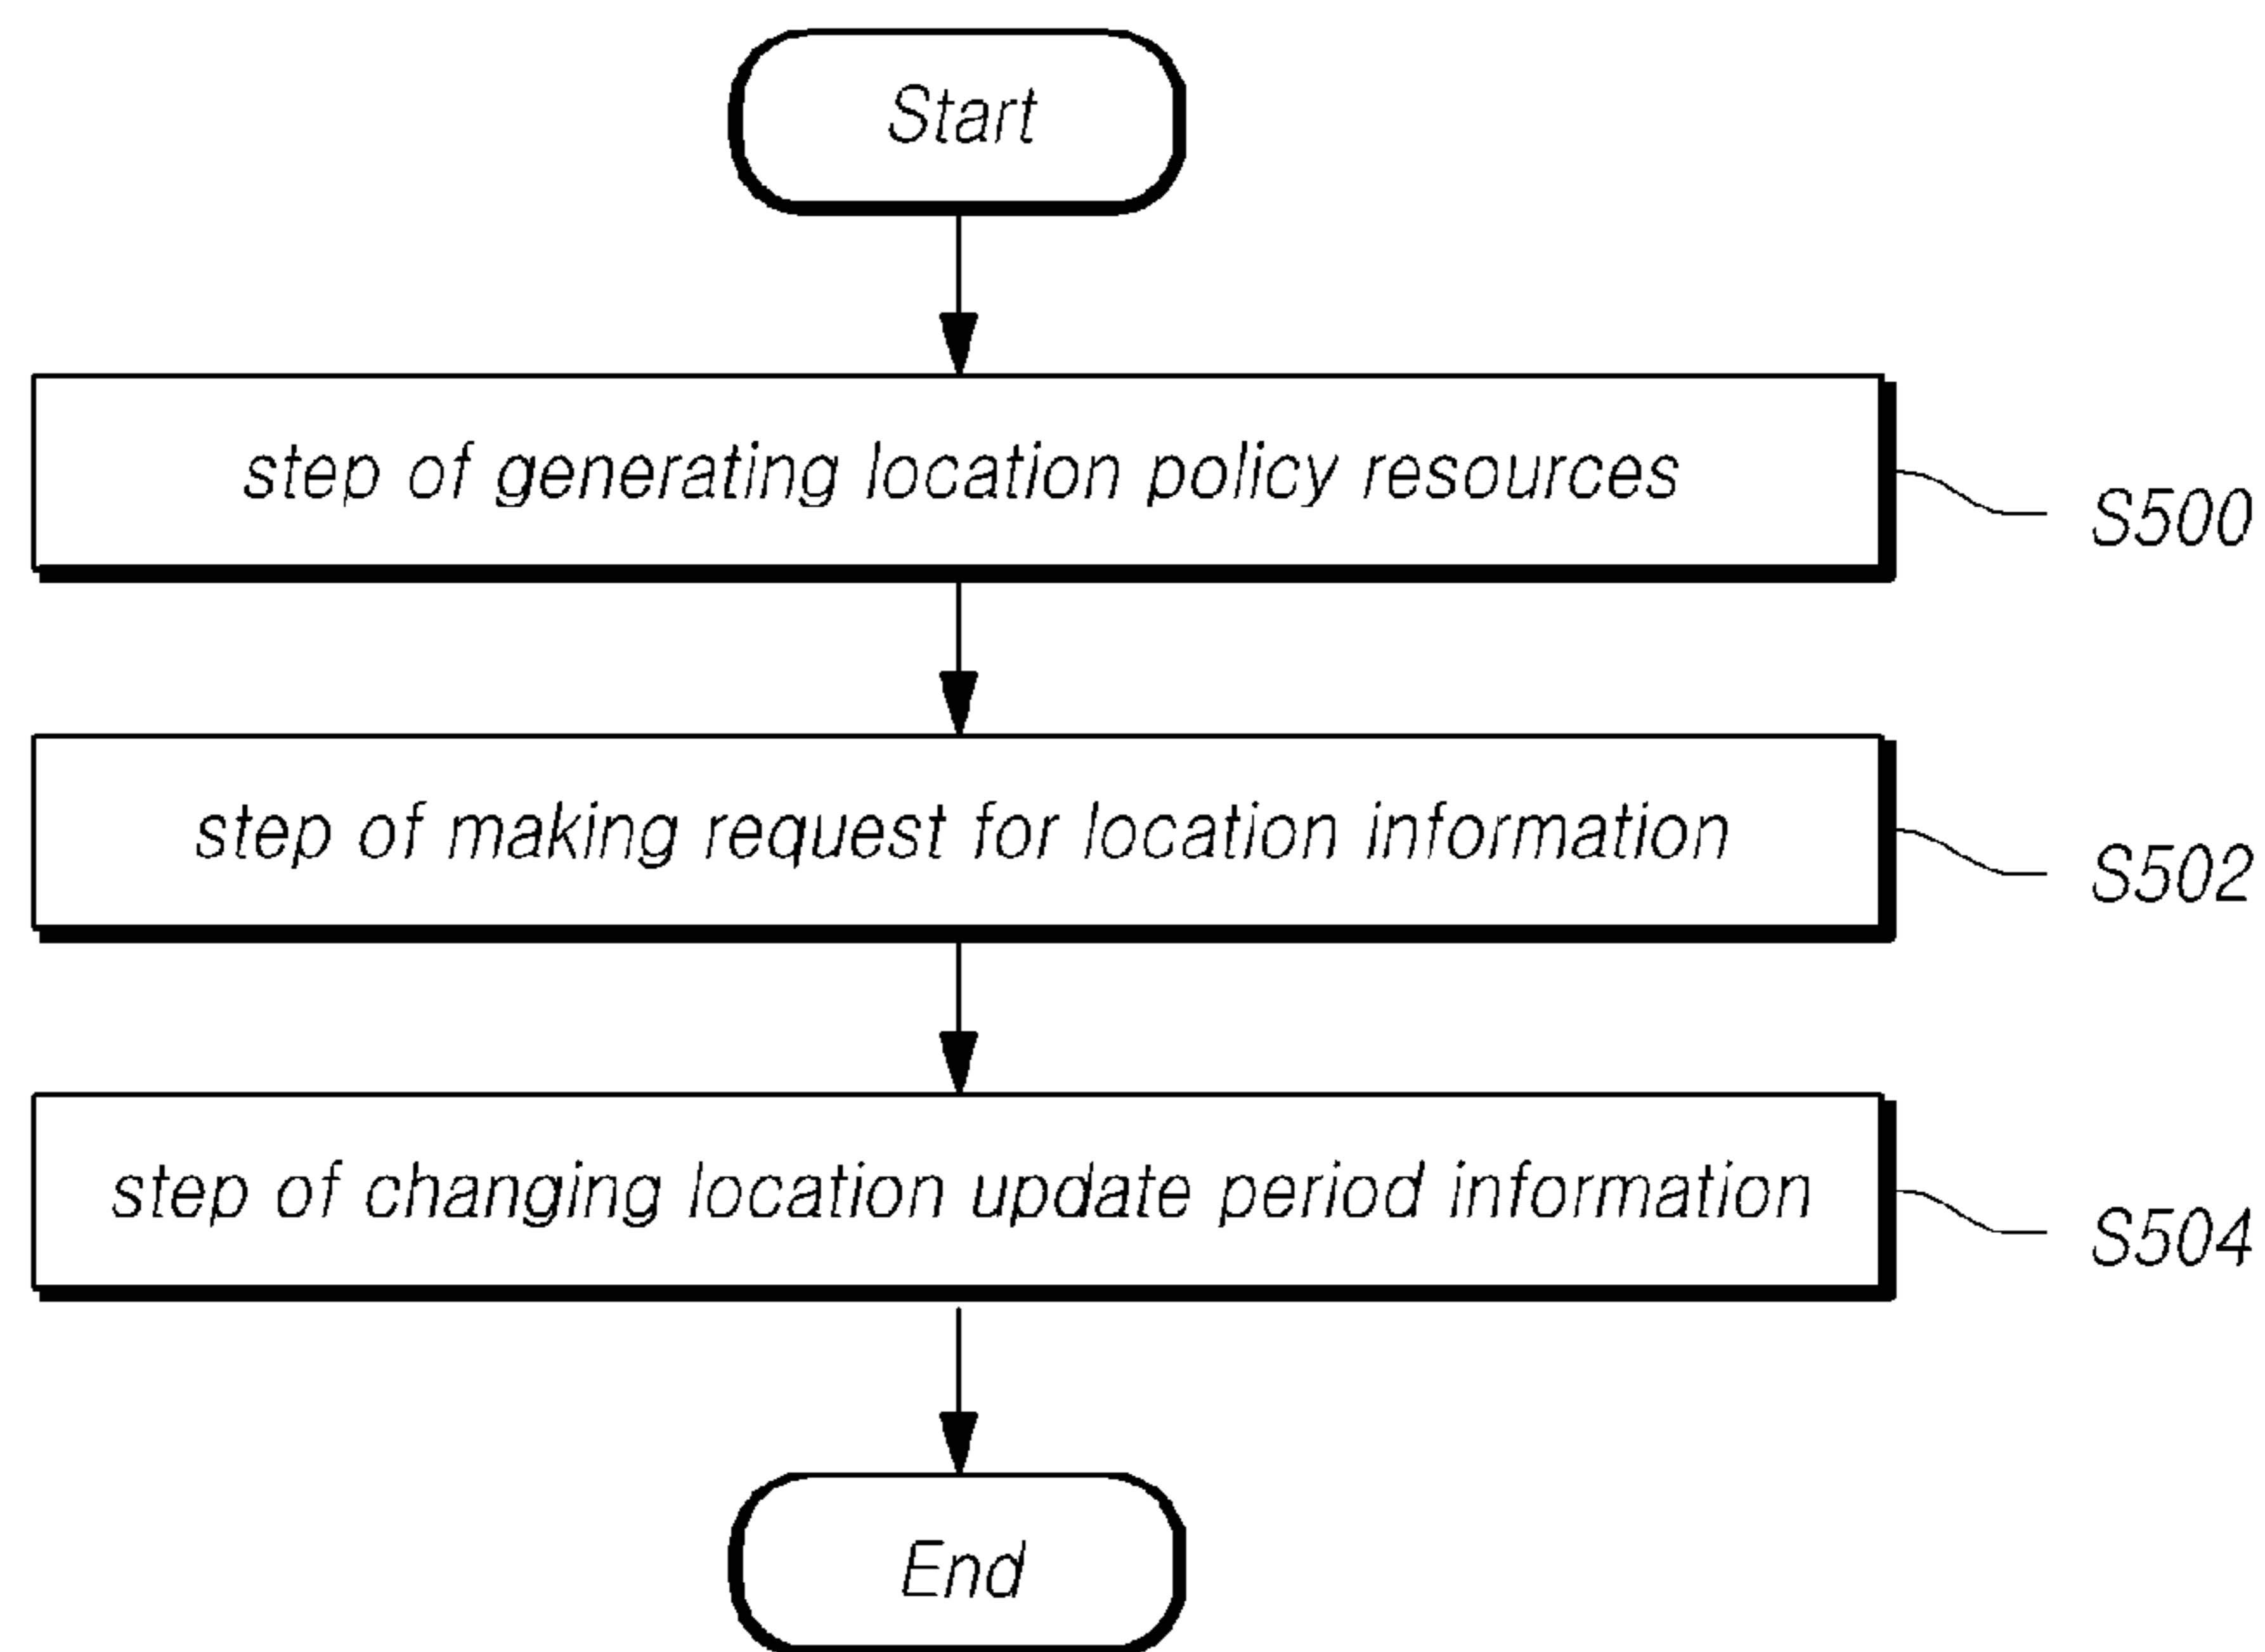 Start
step of generating location policy resources
S500
step of making request for location information
S502
step of changing location update period information
S504
End